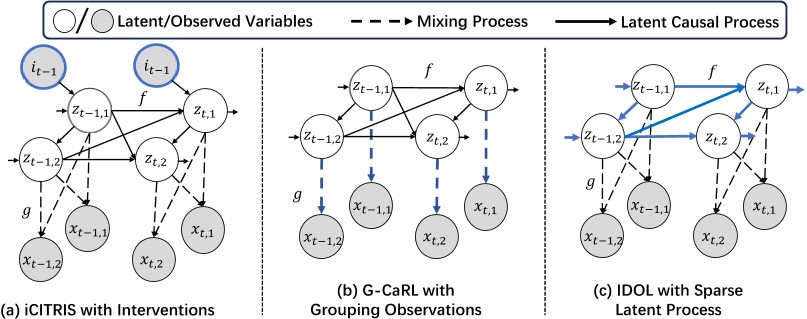 / Latent/Observed Variables Mixing Process Latent Causal Process
i_{t−1} i_{t−1}
z_{t−1,1} f z_{t,1}
z_{t−1,2} z_{t,2}
g
x_{t−1,1} x_{t,1}
x_{t−1,2} x_{t,2}
(a) iCITRIS with Interventions
z_{t−1,1} f z_{t,1}
z_{t−1,2} z_{t,2}
g
x_{t−1,1} x_{t,1}
x_{t−1,2} x_{t,2}
(b) G-CaRL with
Grouping Observations
z_{t−1,1} f z_{t,1}
z_{t−1,2} z_{t,2}
g
x_{t−1,1} x_{t,1}
x_{t−1,2} x_{t,2}
(c) IDOL with Sparse
Latent Process